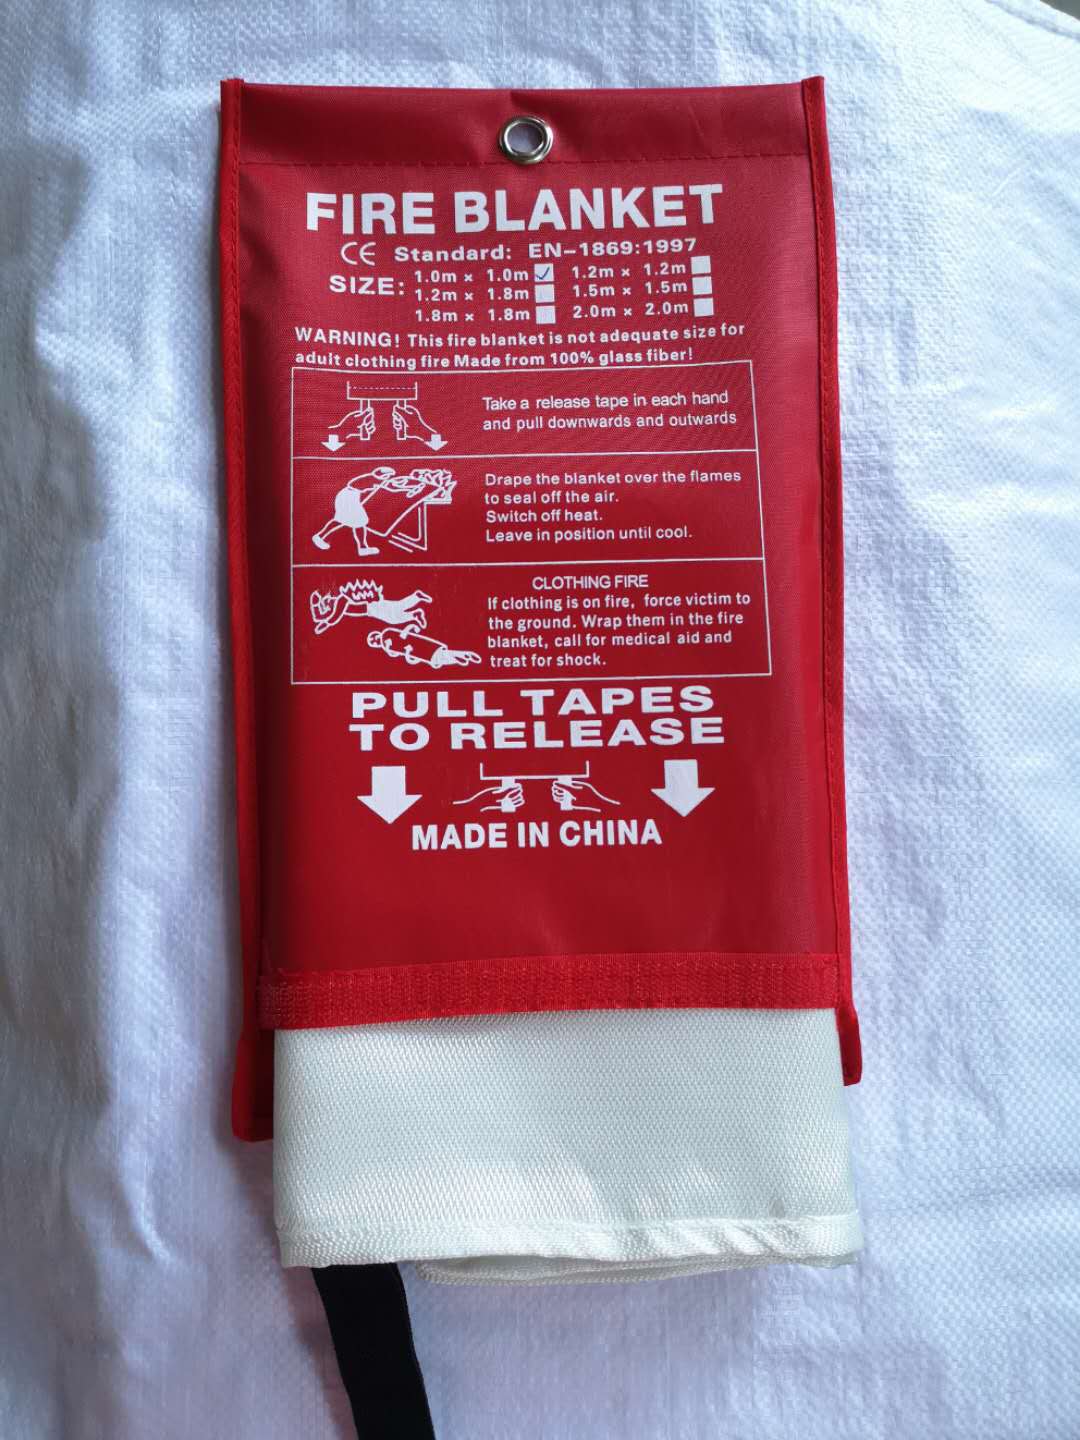 FIRE BLANKET
CE Standard: EN-1869:1997
SIZE: 1.0m × 1.0m ✓ 1.2m × 1.2m
1.2m × 1.8m 1.5m × 1.5m
1.8m × 1.8m 2.0m × 2.0m
WARNING! This fire blanket is not adequate size for
adult clothing fire Made from 100% glass fiber!
Take a release tape in each hand
and pull downwards and outwards
Drape the blanket over the flames
to seal off the air.
Switch off heat.
Leave in position until cool.
CLOTHING FIRE
If clothing is on fire, force victim to
the ground. Wrap them in the fire
blanket, call for medical aid and
treat for shock.
PULL TAPES
TO RELEASE
MADE IN CHINA